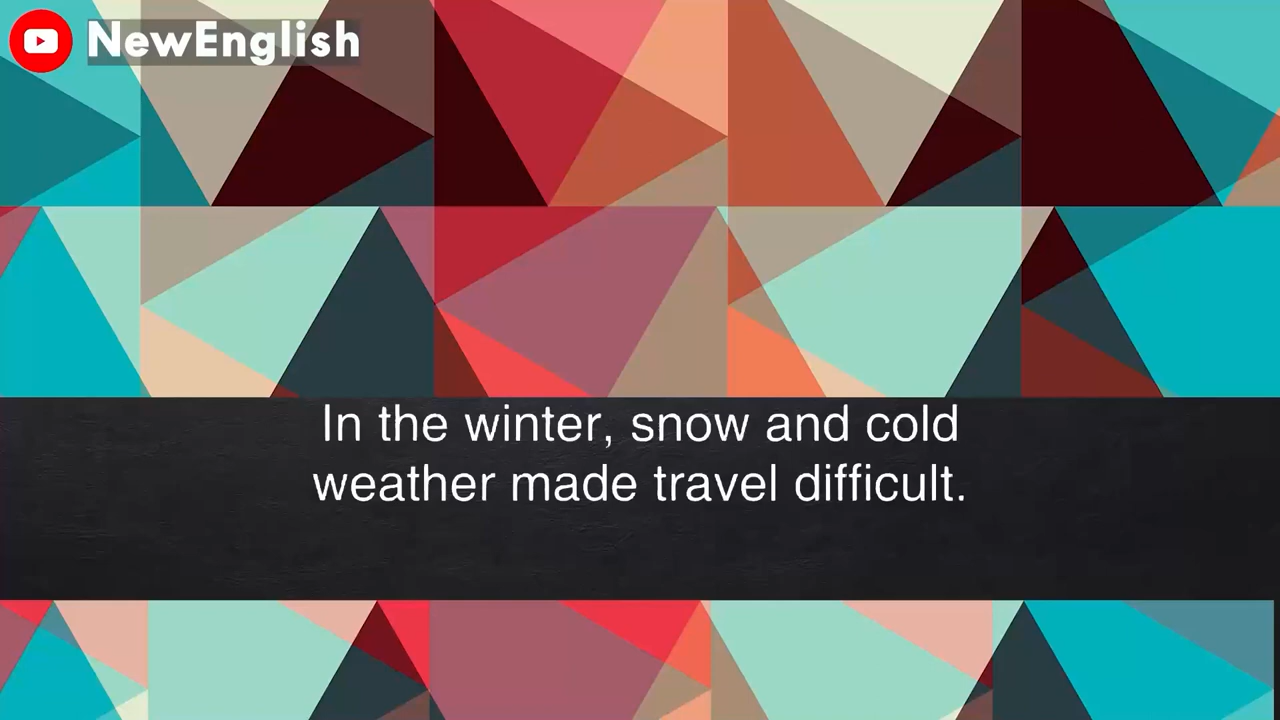 NewEnglish
In the winter, snow and cold
weather made travel difficult.